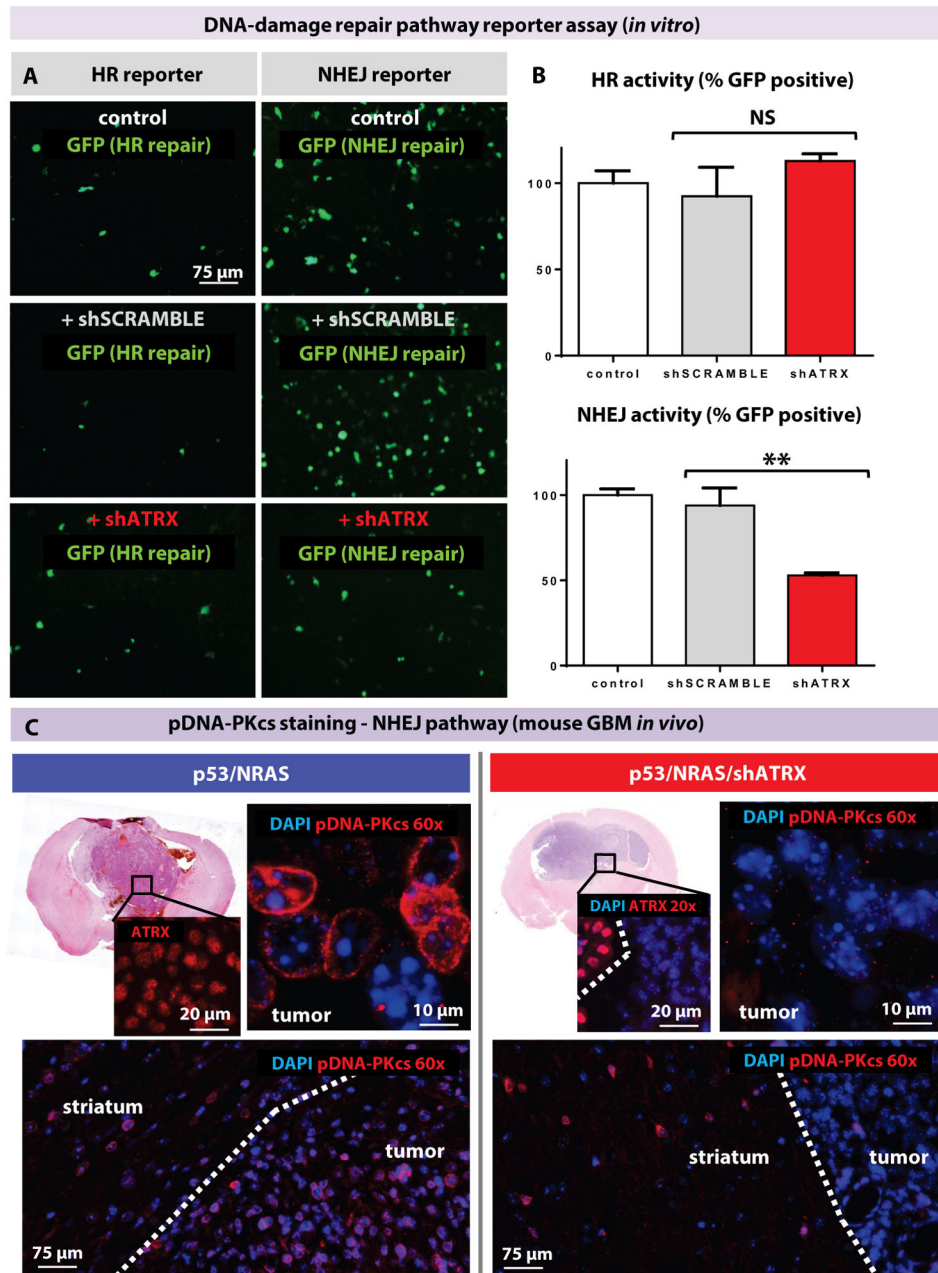 DNA-damage repair pathway reporter assay (in vitro)
A
HR reporter
NHEJ reporter
control
GFP (HR repair)
75 µm
control
GFP (NHEJ repair)
+ shSCRAMBLE
GFP (HR repair)
+ shSCRAMBLE
GFP (NHEJ repair)
+ shATRX
GFP (HR repair)
+ shATRX
GFP (NHEJ repair)
B
HR activity (% GFP positive)
NS
100
50
0
control shSCRAMBLE shATRX
NHEJ activity (% GFP positive)
**
100
50
0
control shSCRAMBLE shATRX
C
pDNA-PKcs staining - NHEJ pathway (mouse GBM in vivo)
p53/NRAS
ATRX
20 µm
DAPI pDNA-PKcs 60x
tumor
10 µm
DAPI pDNA-PKcs 60x
striatum
tumor
75 µm
p53/NRAS/shATRX
DAPI ATRX 20x
20 µm
DAPI pDNA-PKcs 60x
10 µm
DAPI pDNA-PKcs 60x
striatum
tumor
75 µm